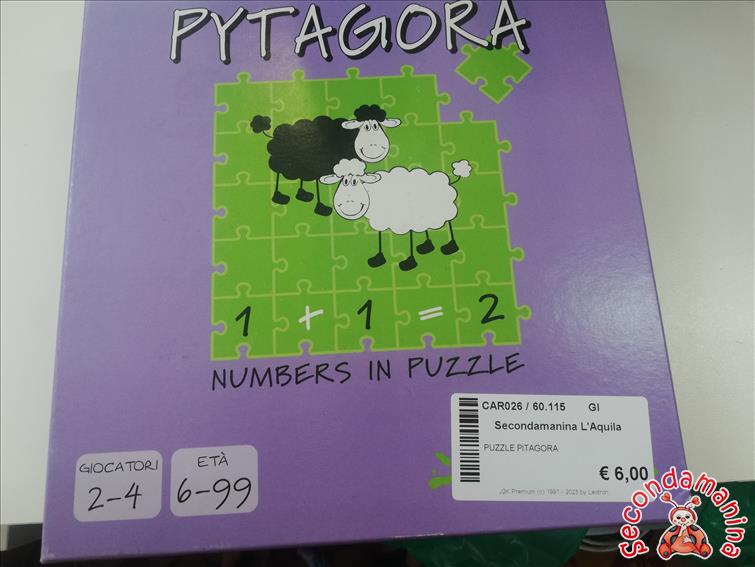 PYTAGORA
1 + 1 = 2
NUMBERS IN PUZZLE
GIOCATORI
2-4
ETÀ
6-99
CAR026 / 60.115 GI
Secondamanina L'Aquila
PUZZLE PITAGORA
€ 6,00
J2K Premium (c) 1991 - 2023 by Leotron
secondamanina